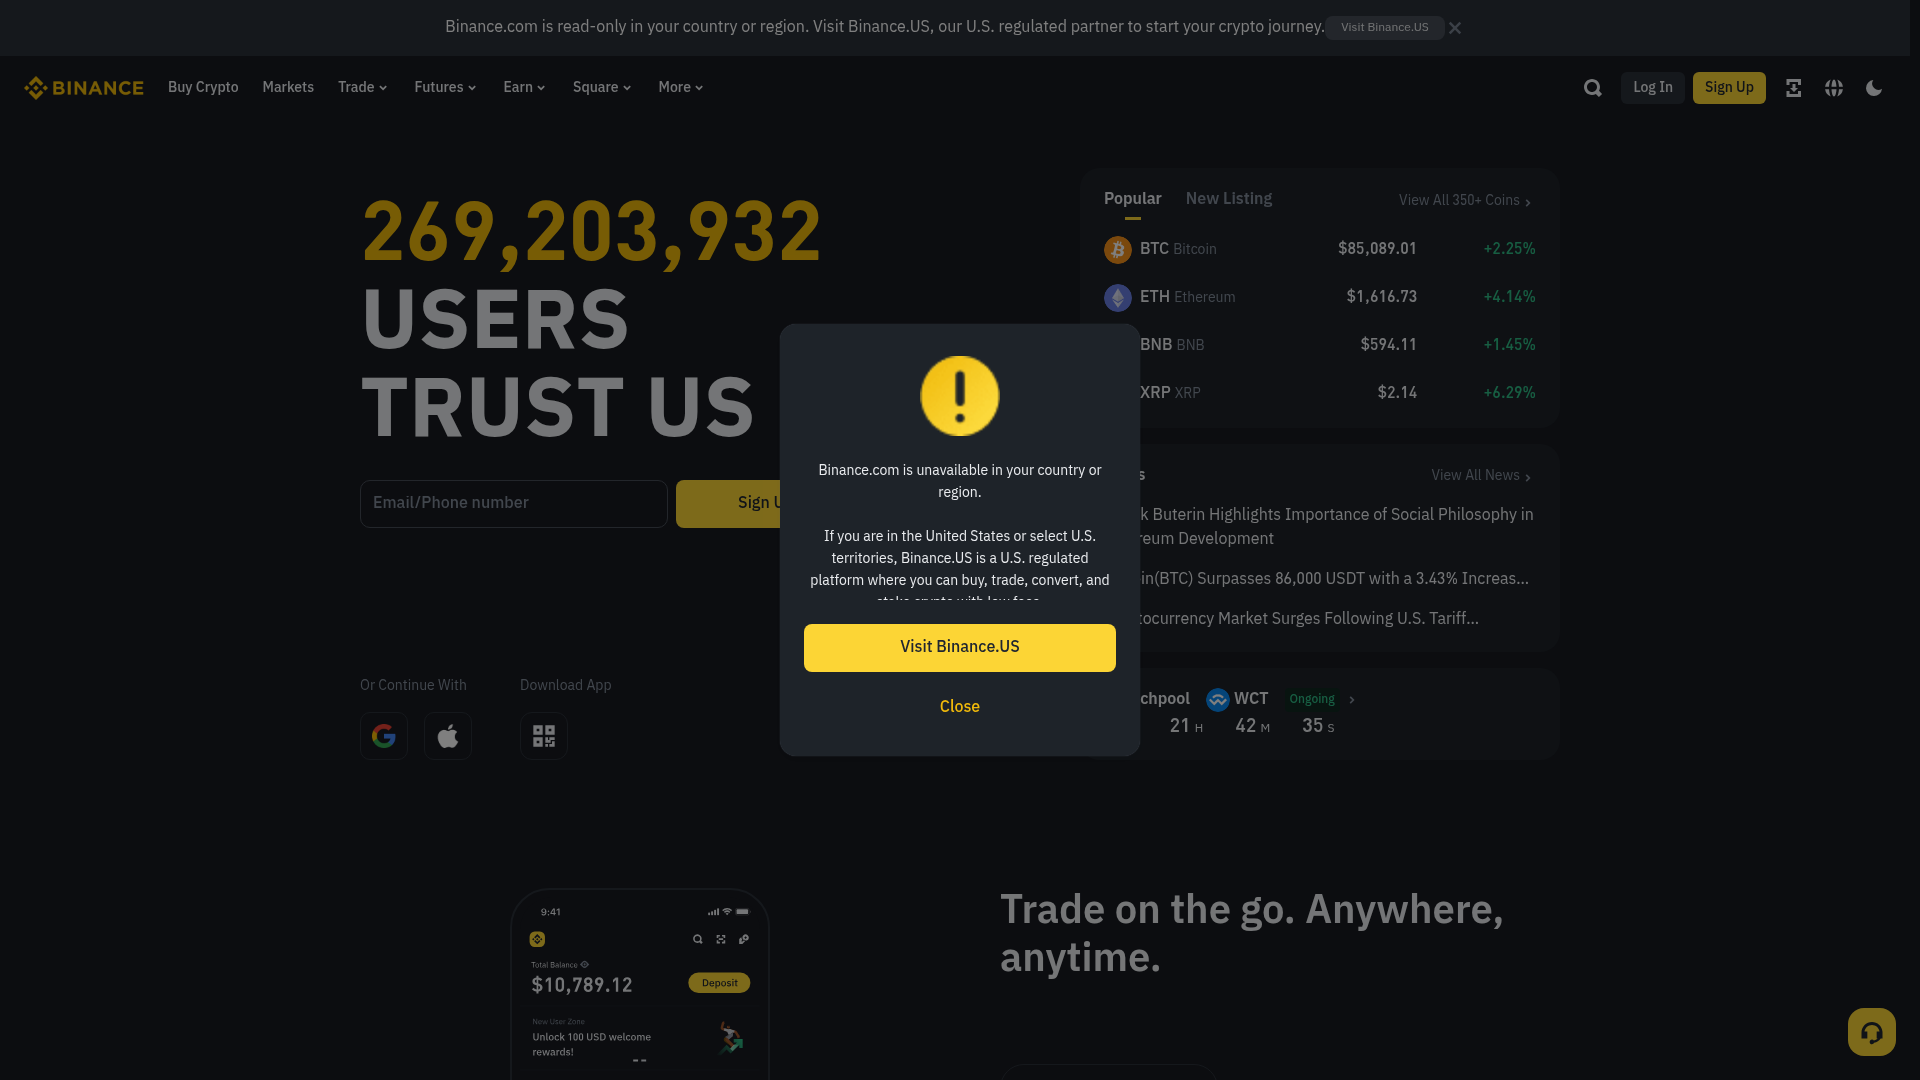 Binance.com is read-only in your country or region. Visit Binance.US, our U.S. regulated partner to start your crypto journey. Visit Binance.US
BINANCE Buy Crypto Markets Trade Futures Earn Square More Log In Sign Up
269,203,932
USERS
TRUST US
Email/Phone number Sign U
Or Continue With Download App
Popular New Listing View All 350+ Coins
BTC Bitcoin $85,089.01 +2.25%
ETH Ethereum $1,616.73 +4.14%
BNB BNB $594.11 +1.45%
XRP XRP $2.14 +6.29%
s View All News
k Buterin Highlights Importance of Social Philosophy in
reum Development
in(BTC) Surpasses 86,000 USDT with a 3.43% Increas...
tocurrency Market Surges Following U.S. Tariff...
chpool WCT Ongoing
21 H 42 M 35 S
Binance.com is unavailable in your country or
region.
If you are in the United States or select U.S.
territories, Binance.US is a U.S. regulated
platform where you can buy, trade, convert, and
stake crypto with low fees
Visit Binance.US
Close
9:41
Total Balance
$10,789.12
Deposit
New User Zone
Unlock 100 USD welcome
rewards!
--
Trade on the go. Anywhere,
anytime.